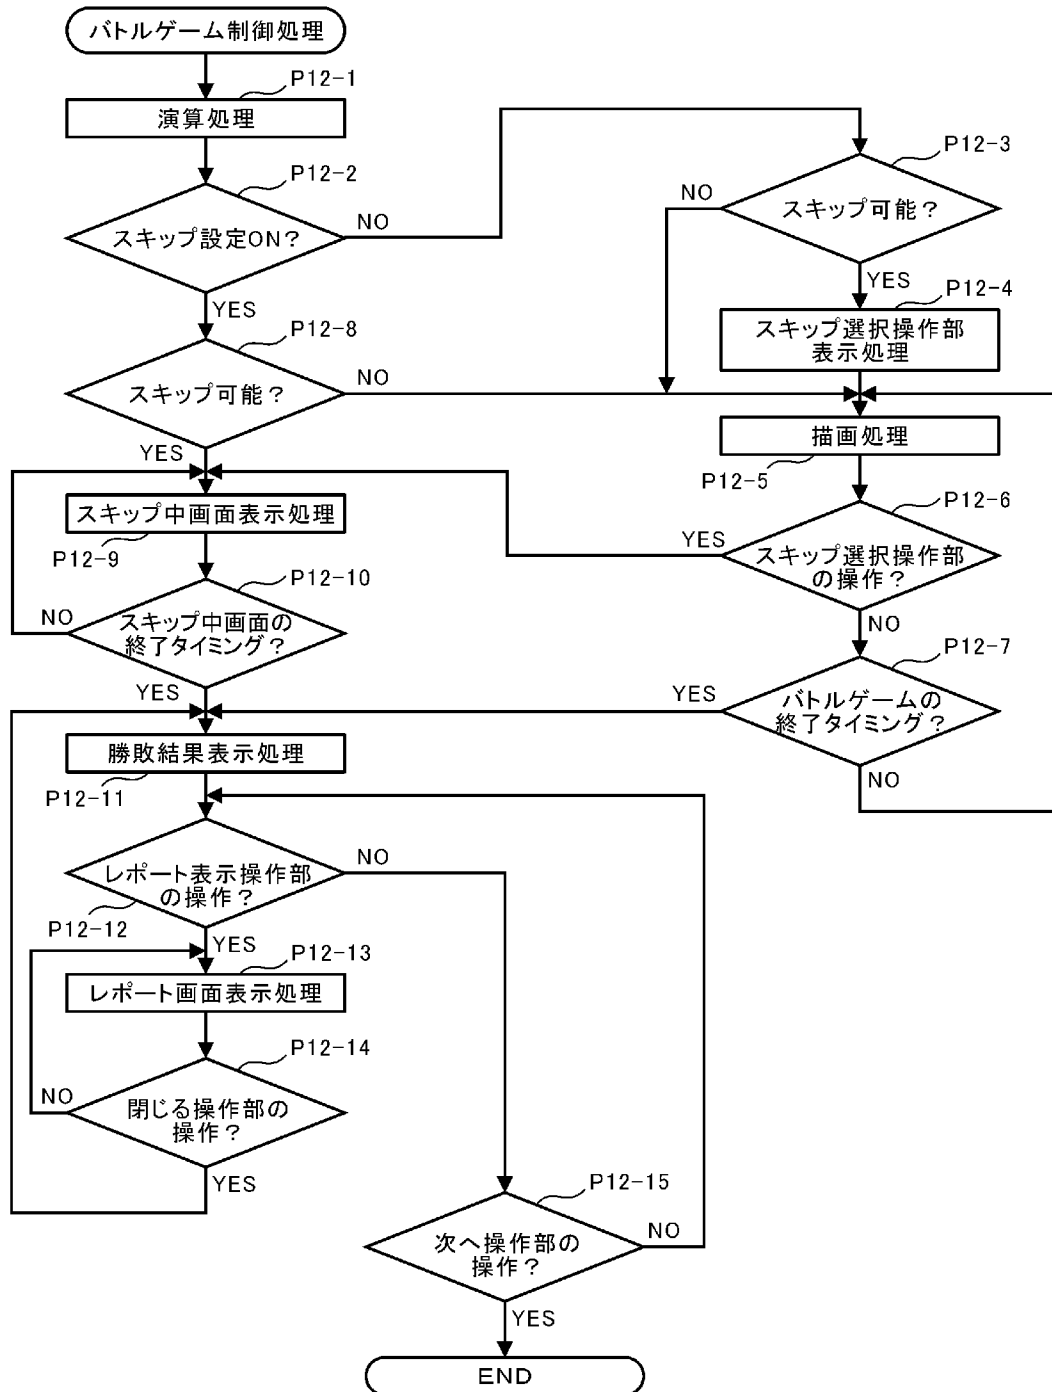 バトルゲーム制御処理
P12-1
演算処理
P12-2
スキップ設定ON？
NO
YES
P12-3
スキップ可能？
NO
YES
P12-4
スキップ選択操作部
表示処理
P12-8
スキップ可能？
NO
YES
描画処理
P12-5
P12-6
スキップ選択操作部
の操作？
YES
NO
スキップ中画面表示処理
P12-9
P12-10
スキップ中画面の
終了タイミング？
NO
YES
P12-7
バトルゲームの
終了タイミング？
YES
NO
勝敗結果表示処理
P12-11
レポート表示操作部
の操作？
P12-12
NO
YES
P12-13
レポート画面表示処理
P12-14
閉じる操作部の
操作？
NO
YES
P12-15
次へ操作部の
操作？
NO
YES
END